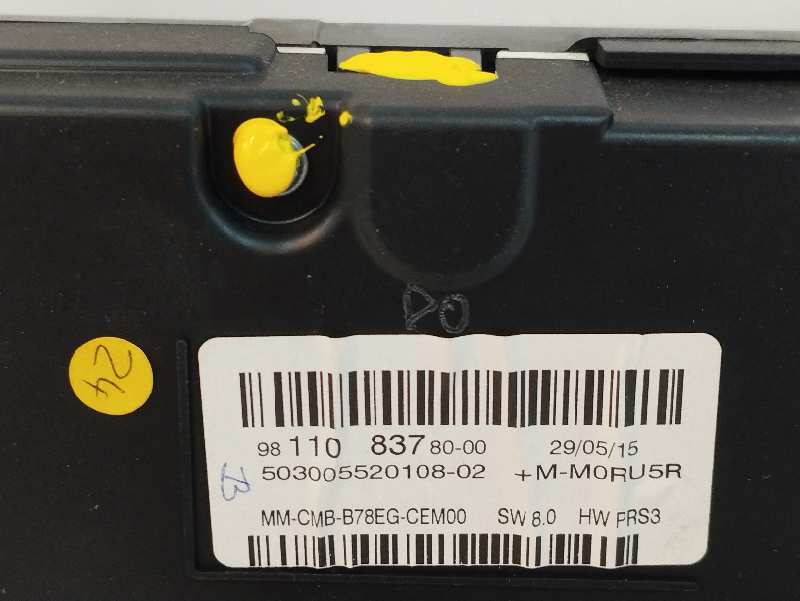 DO
24
98 110 837 80-00 29/05/15
503005520108-02 +M-M0RU5R
B
MM-CMB-B78EG-CEM00 SW 8.0 HW PRS3